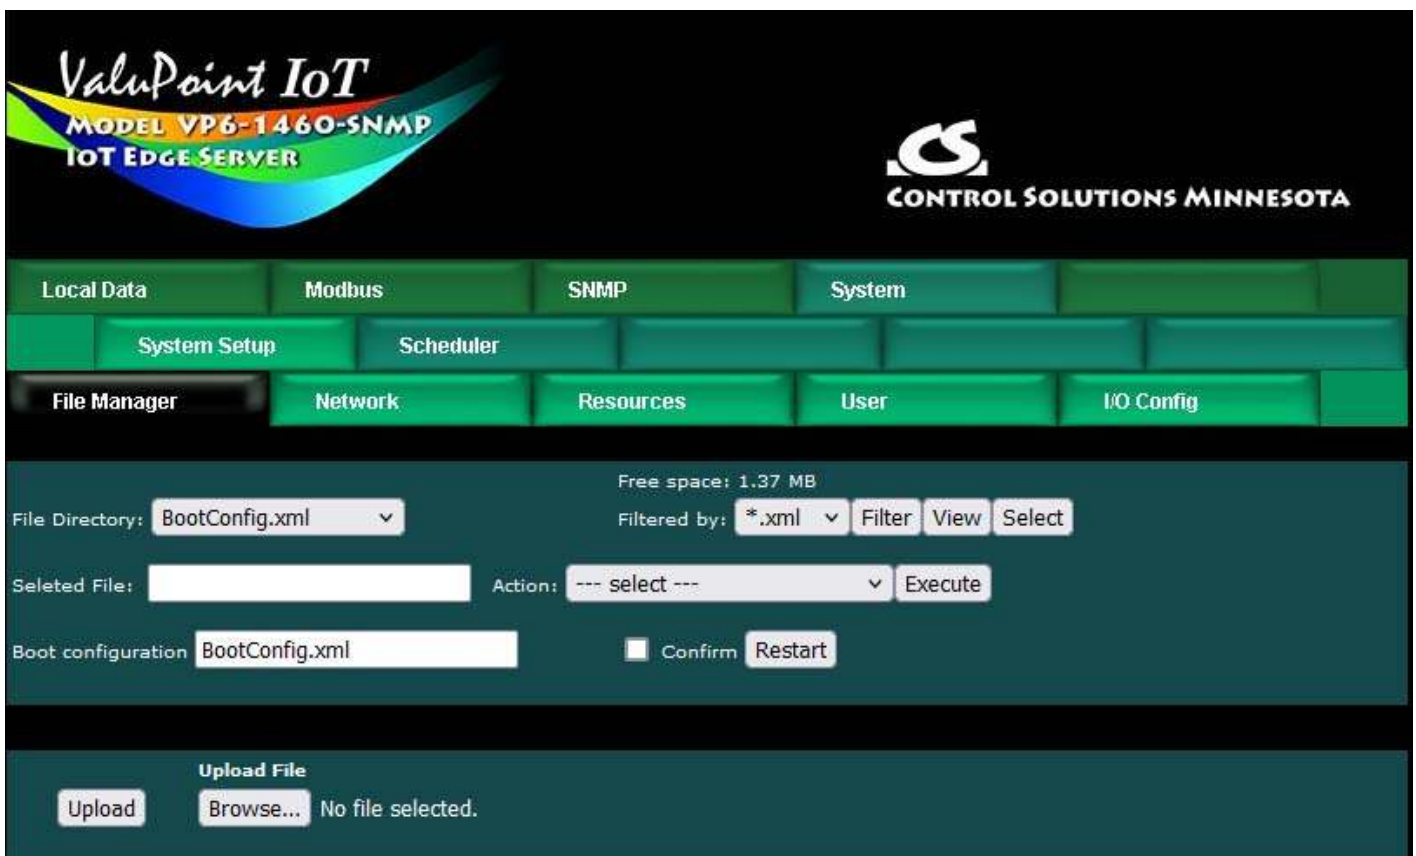 ValuPoint IoT
MODEL VP6-1460-SNMP
IOT EDGE SERVER
CS
CONTROL SOLUTIONS MINNESOTA
Local Data Modbus SNMP System
System Setup Scheduler
File Manager Network Resources User I/O Config
Free space: 1.37 MB
File Directory: BootConfig.xml Filtered by: *.xml Filter View Select
Seleted File: Action: --- select --- Execute
Boot configuration BootConfig.xml Confirm Restart
Upload File
Upload Browse... No file selected.